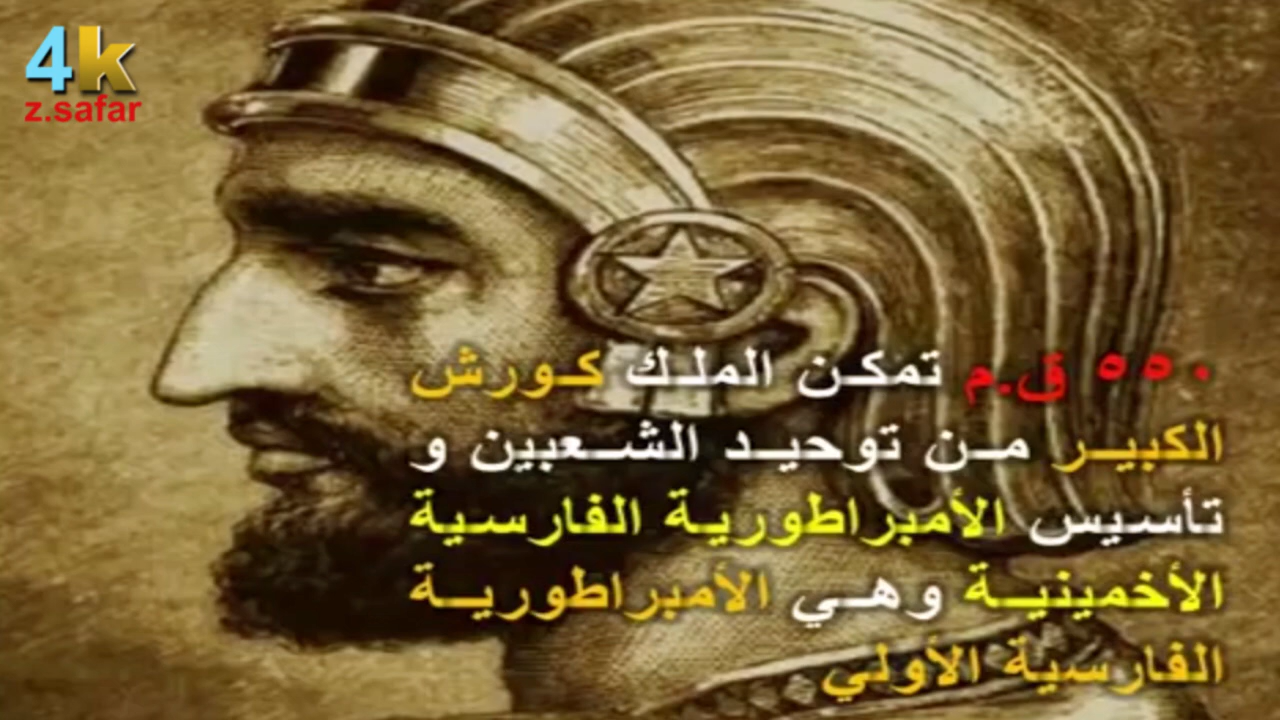 4k
z.safar
٥٥٠ ق.م تمكن الملك كورش
الكبير من توحيد الشعبين و
تأسيس الأمبراطورية الفارسية
الأخمينية وهي الأمبراطورية
الفارسية الأولي